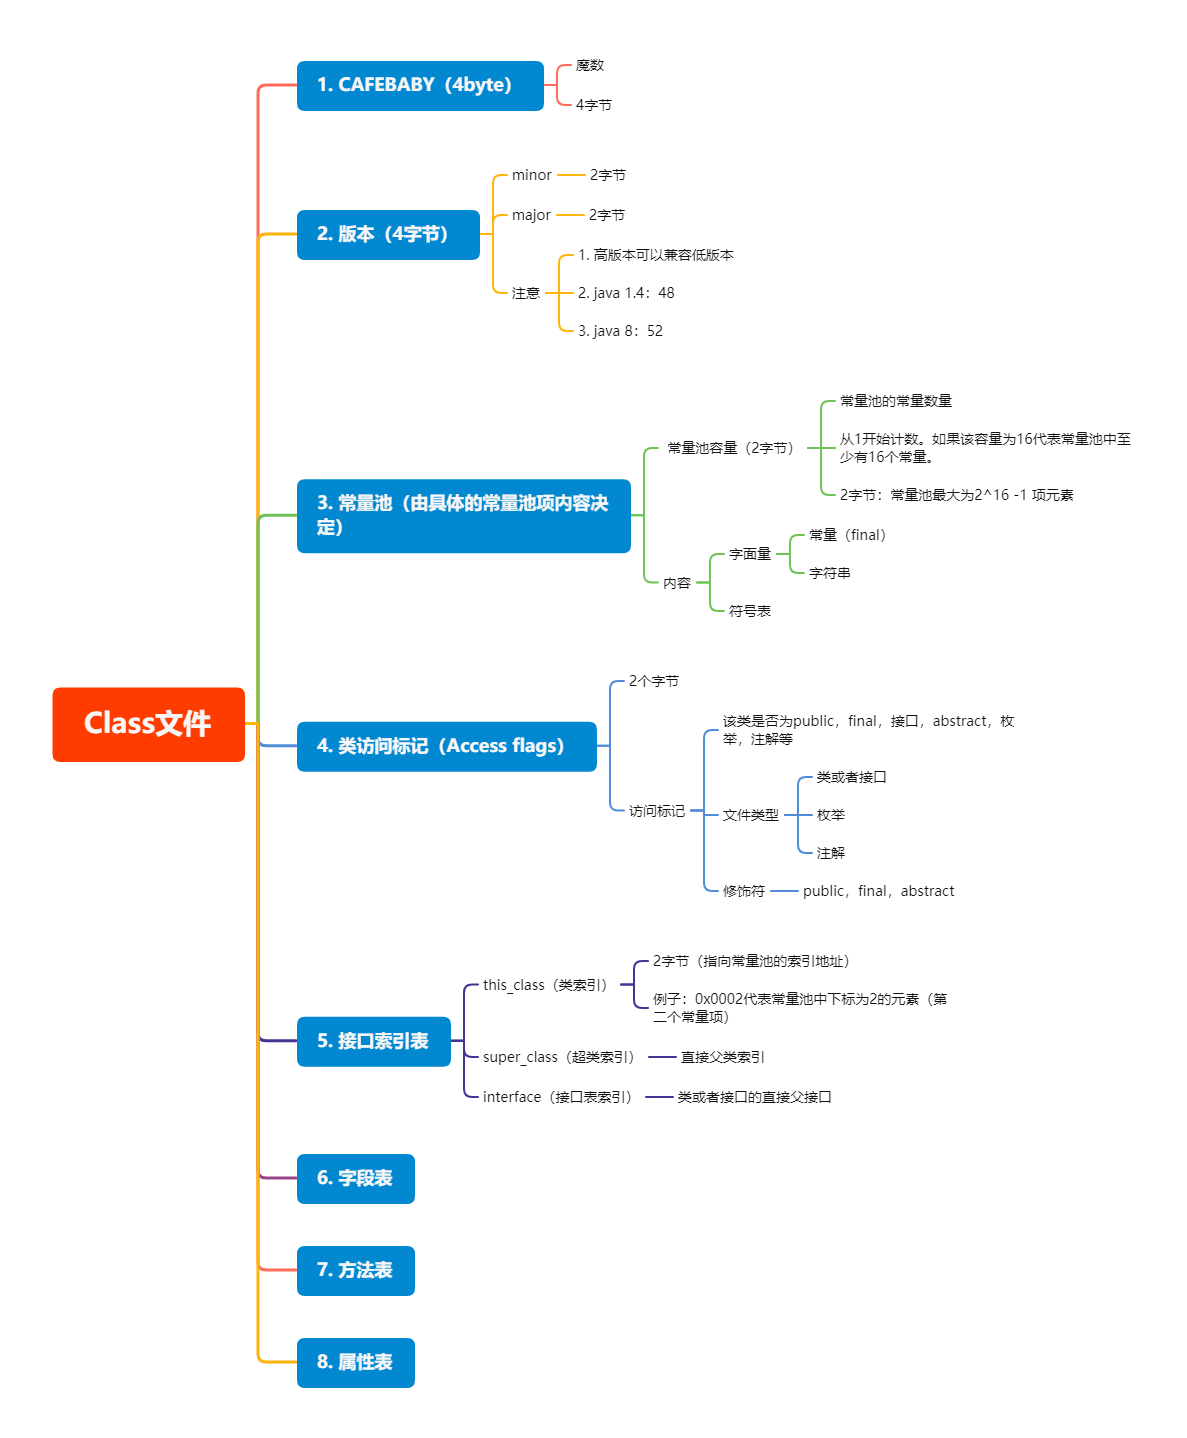 Class文件
1. CAFEBABY（4byte）
魔数
4字节
2. 版本（4字节）
minor
2字节
major
2字节
注意
1. 高版本可以兼容低版本
2. java 1.4：48
3. java 8：52
3. 常量池（由具体的常量池项内容决
定）
常量池容量（2字节）
常量池的常量数量
从1开始计数。如果该容量为16代表常量池中至
少有16个常量。
2字节：常量池最大为2^16 -1 项元素
内容
字面量
常量（final）
字符串
符号表
4. 类访问标记（Access flags）
2个字节
访问标记
该类是否为public，final，接口，abstract，枚
举，注解等
文件类型
类或者接口
枚举
注解
修饰符
public，final，abstract
5. 接口索引表
this_class（类索引）
2字节（指向常量池的索引地址）
例子：0x0002代表常量池中下标为2的元素（第
二个常量项）
super_class（超类索引）
直接父类索引
interface（接口表索引）
类或者接口的直接父接口
6. 字段表
7. 方法表
8. 属性表